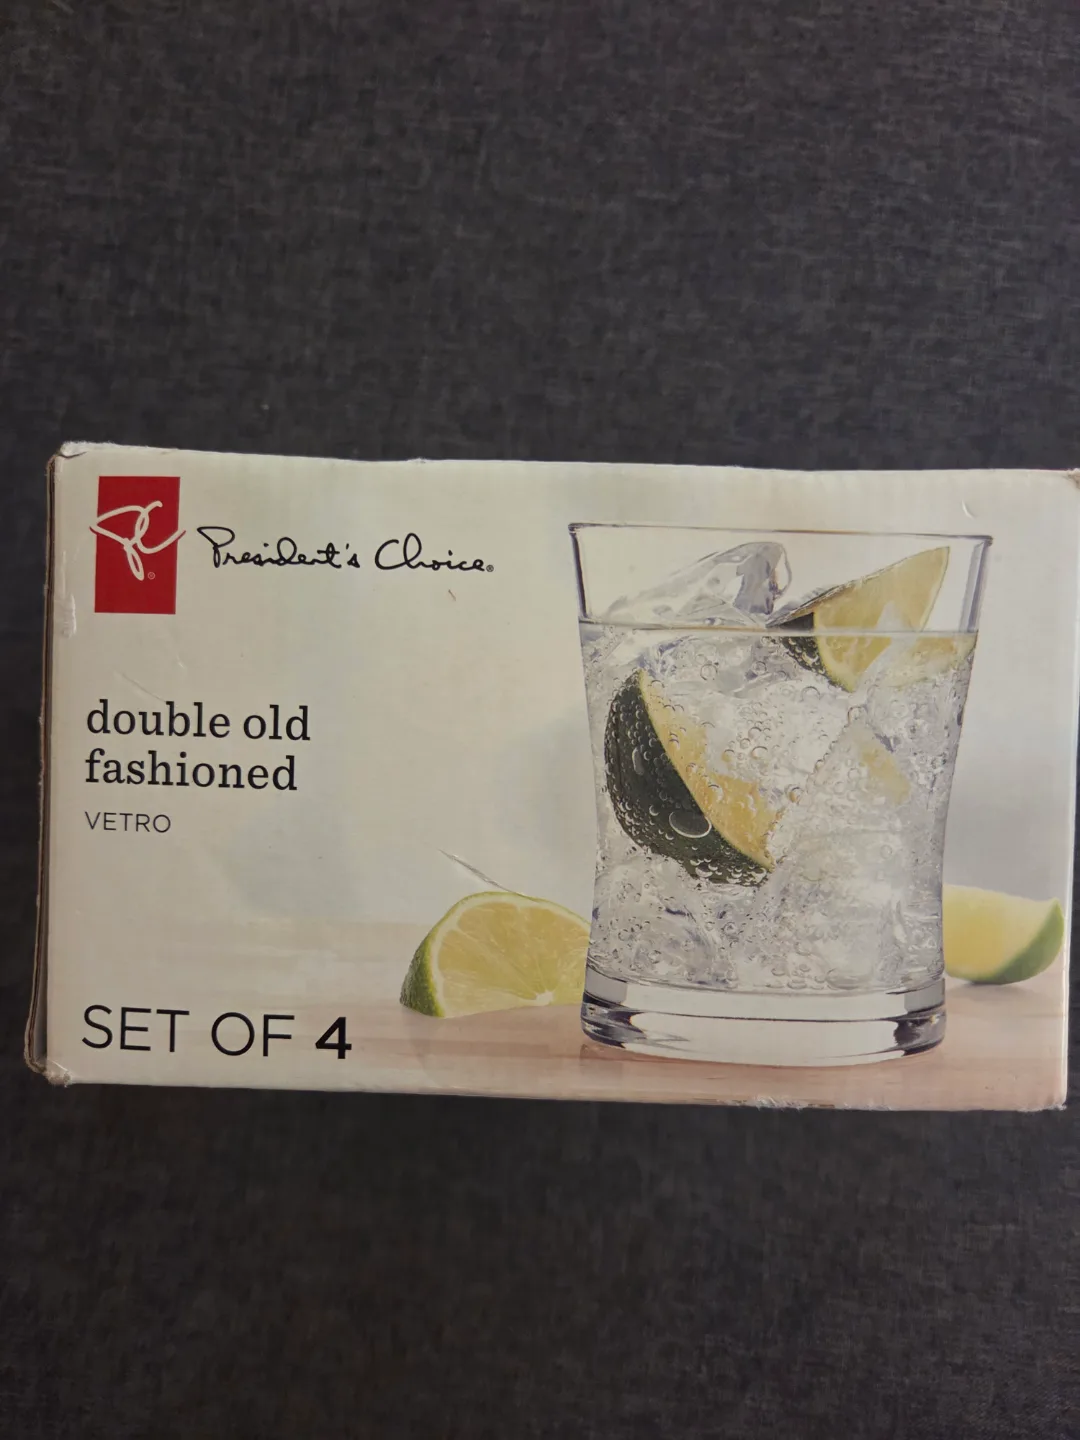 President's Choice®
double old
fashioned
VETRO
SET OF 4